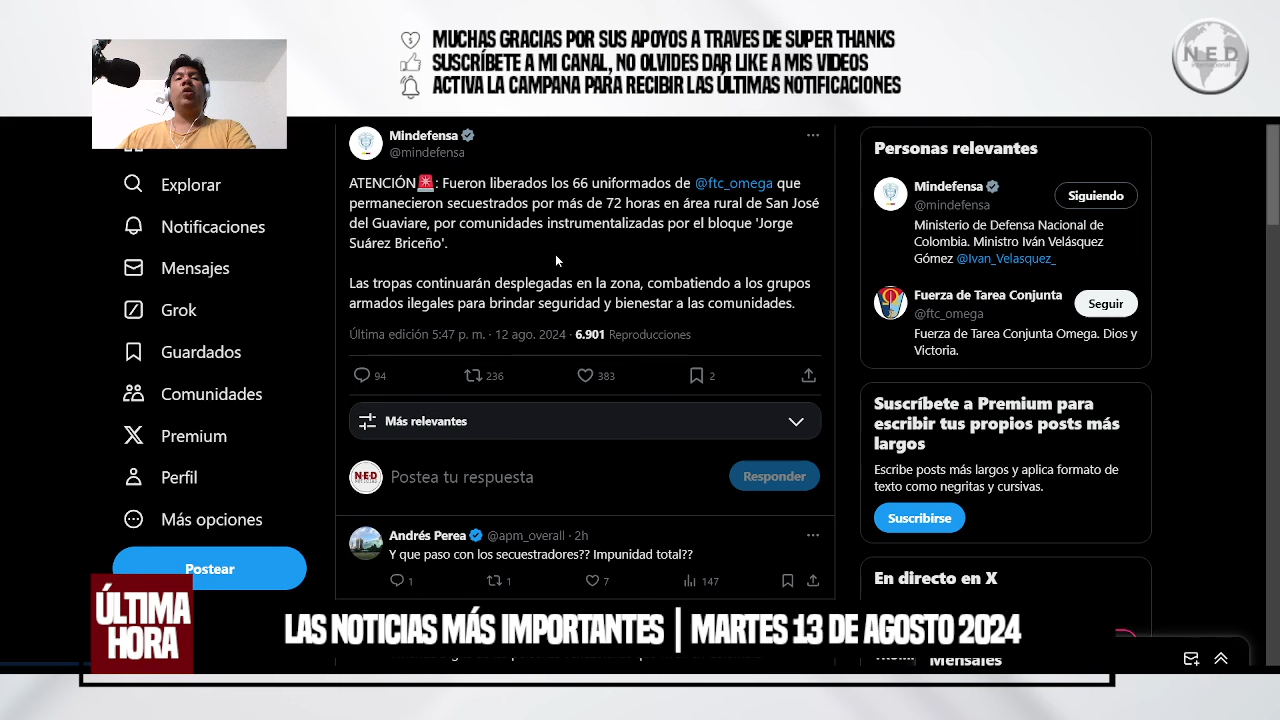 MUCHAS GRACIAS POR SUS APOYOS A TRAVES DE SUPER THANKS
SUSCRÍBETE A MI CANAL, NO OLVIDES DAR LIKE A MIS VIDEOS
ACTIVA LA CAMPANA PARA RECIBIR LAS ÚLTIMAS NOTIFICACIONES
N.E.D
international
Explorar
Notificaciones
Mensajes
Grok
Guardados
Comunidades
Premium
Perfil
Más opciones
Postear
Mindefensa
@mindefensa
ATENCIÓN🚨: Fueron liberados los 66 uniformados de @ftc_omega que
permanecieron secuestrados por más de 72 horas en área rural de San José
del Guaviare, por comunidades instrumentalizadas por el bloque 'Jorge
Suárez Briceño'.
Las tropas continuarán desplegadas en la zona, combatiendo a los grupos
armados ilegales para brindar seguridad y bienestar a las comunidades.
Última edición 5:47 p. m. · 12 ago. 2024 · 6.901 Reproducciones
94 236 383 2
Más relevantes
N·E·D
NOTICIAS
Postea tu respuesta
Responder
Andrés Perea @apm_overall · 2h
Y que paso con los secuestradores?? Impunidad total??
1 1 7 147
Personas relevantes
Mindefensa
@mindefensa
Siguiendo
Ministerio de Defensa Nacional de
Colombia. Ministro Iván Velásquez
Gómez @Ivan_Velasquez_
Fuerza de Tarea Conjunta
@ftc_omega
Seguir
Fuerza de Tarea Conjunta Omega. Dios y
Victoria.
Suscríbete a Premium para
escribir tus propios posts más
largos
Escribe posts más largos y aplica formato de
texto como negritas y cursivas.
Suscribirse
En directo en X
Mensajes
ÚLTIMA
HORA
LAS NOTICIAS MÁS IMPORTANTES | MARTES 13 DE AGOSTO 2024